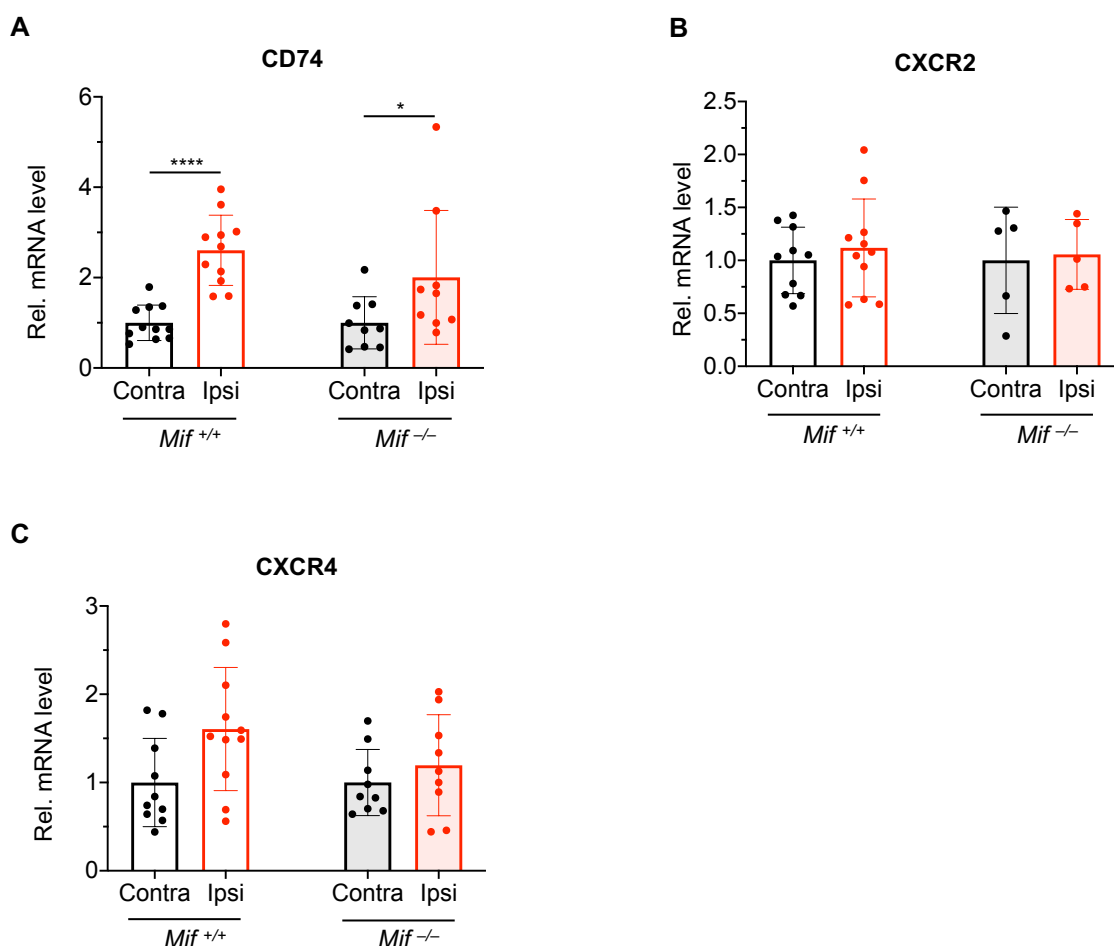 A
CD74
Rel. mRNA level
6
4
2
0
****
*
Contra Ipsi Contra Ipsi
Mif +/+ Mif –/–
B
CXCR2
Rel. mRNA level
2.5
2.0
1.5
1.0
0.5
0.0
Contra Ipsi Contra Ipsi
Mif +/+ Mif –/–
C
CXCR4
Rel. mRNA level
3
2
1
0
Contra Ipsi Contra Ipsi
Mif +/+ Mif –/–